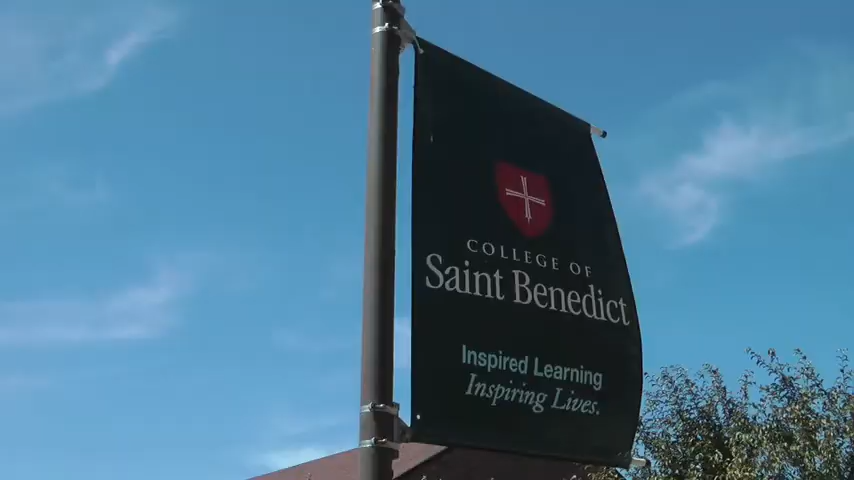 COLLEGE OF
Saint Benedict
Inspired Learning
Inspiring Lives.